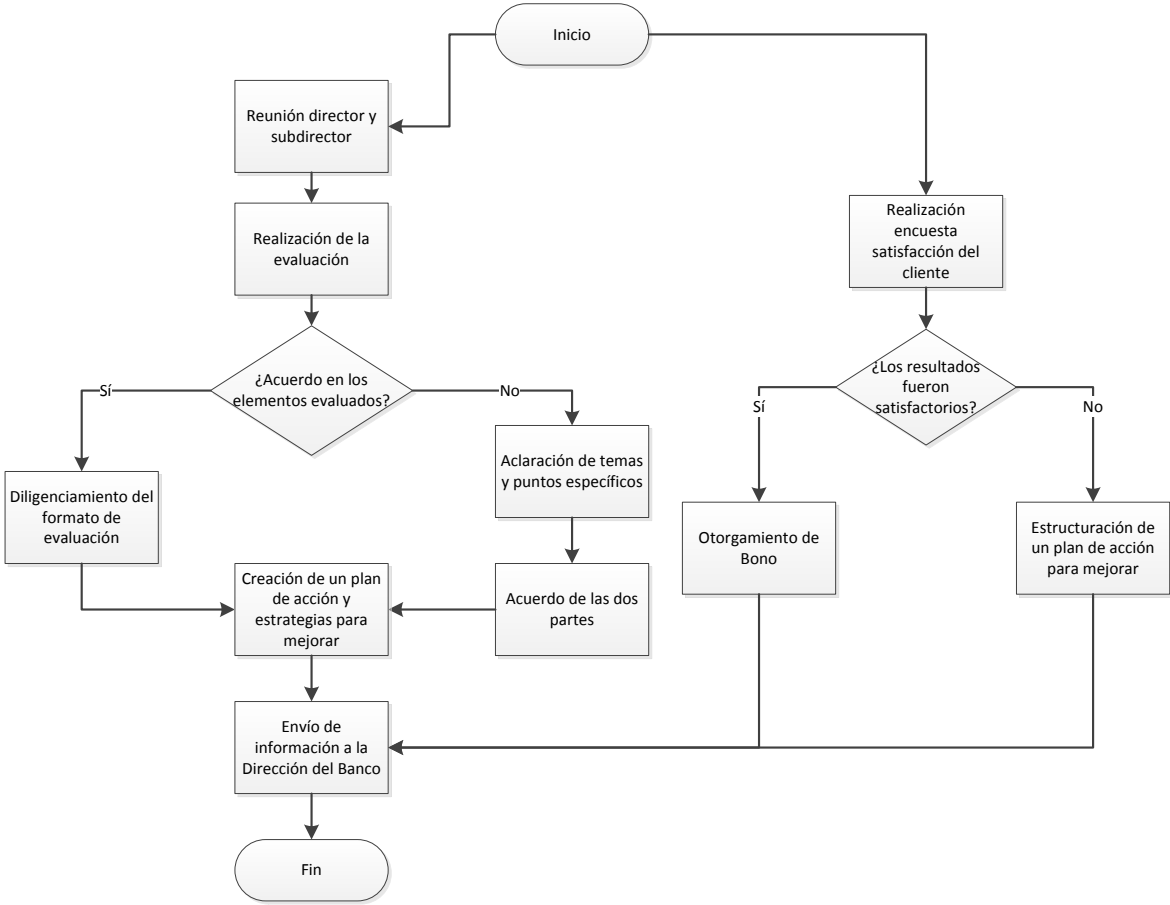 Inicio
Reunión director y
subdirector
Realización de la
evaluación
¿Acuerdo en los
elementos evaluados?
Sí
No
Diligenciamiento del
formato de
evaluación
Aclaración de temas
y puntos específicos
Acuerdo de las dos
partes
Creación de un plan
de acción y
estrategias para
mejorar
Realización
encuesta
satisfacción del
cliente
¿Los resultados
fueron
satisfactorios?
Sí
No
Otorgamiento de
Bono
Estructuración de
un plan de acción
para mejorar
Envío de
información a la
Dirección del Banco
Fin